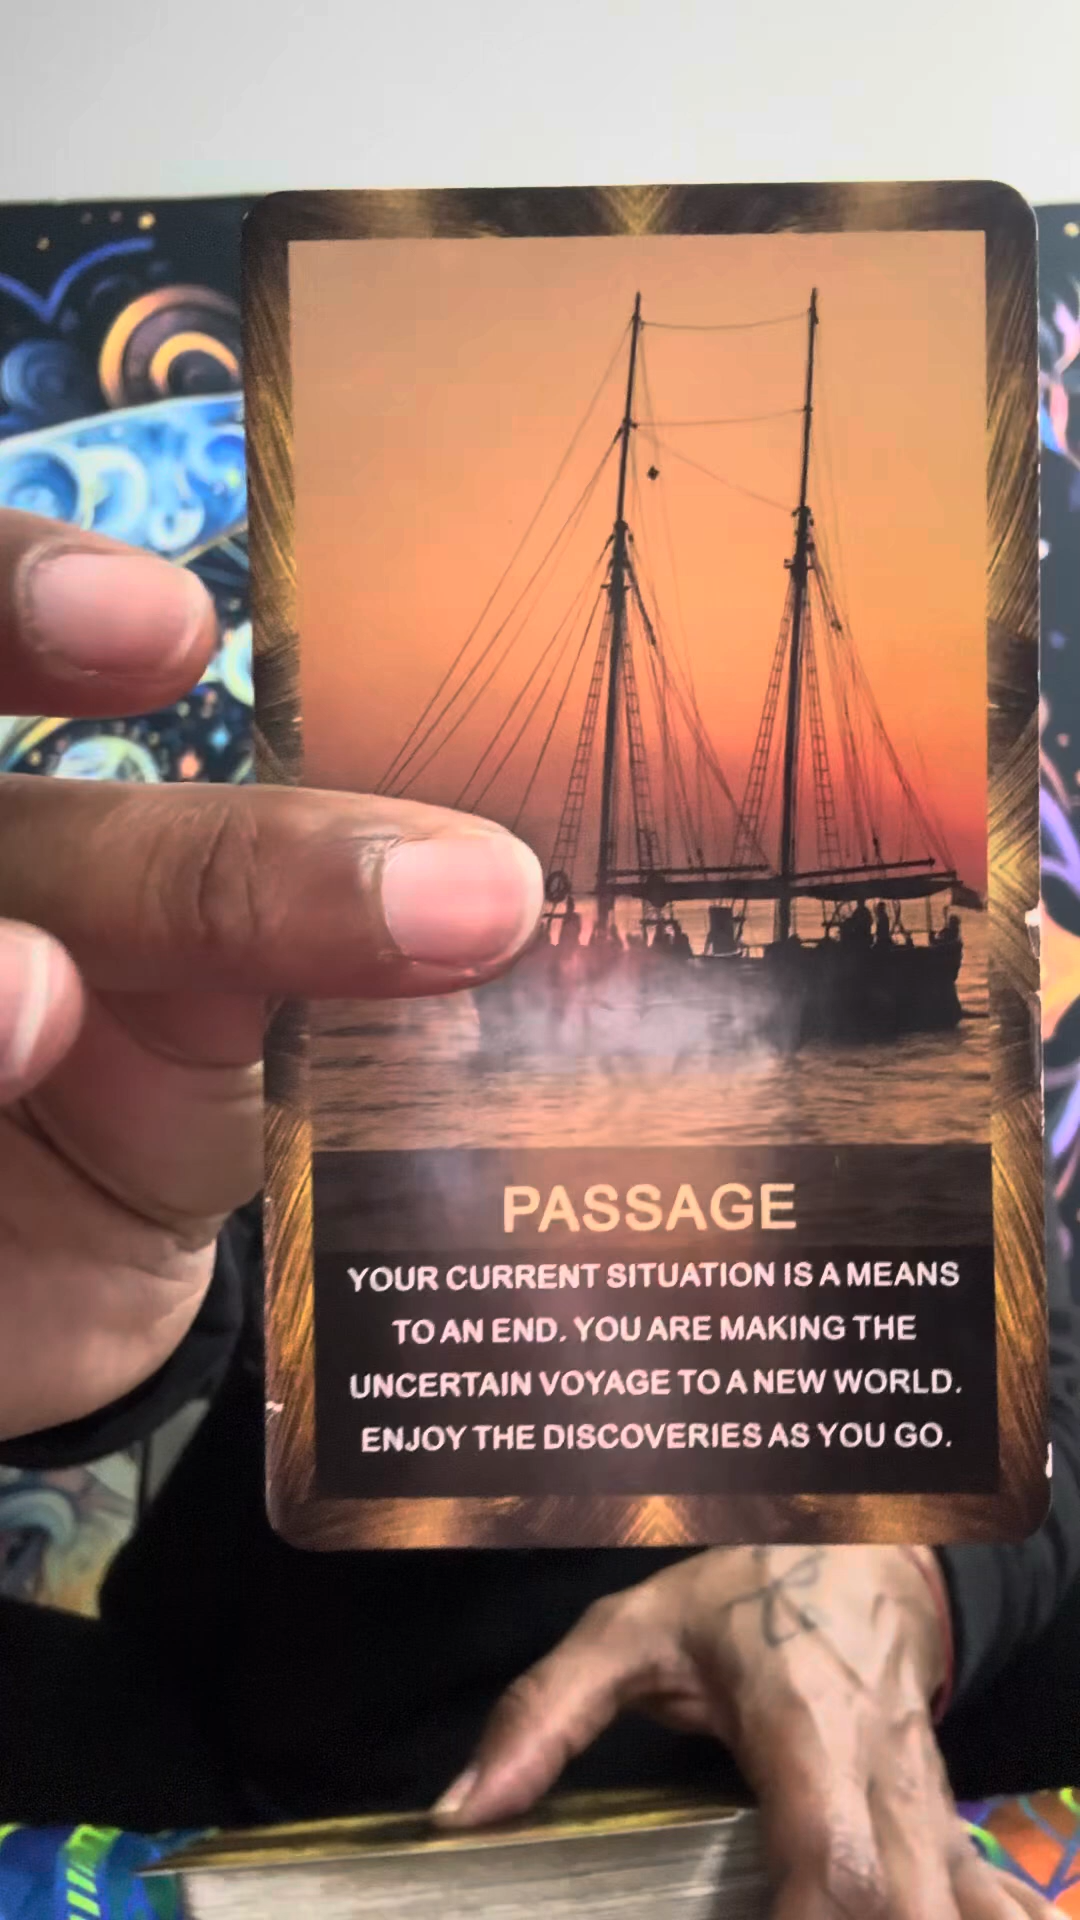 PASSAGE
YOUR CURRENT SITUATION IS A MEANS
TO AN END. YOU ARE MAKING THE
UNCERTAIN VOYAGE TO A NEW WORLD.
ENJOY THE DISCOVERIES AS YOU GO.